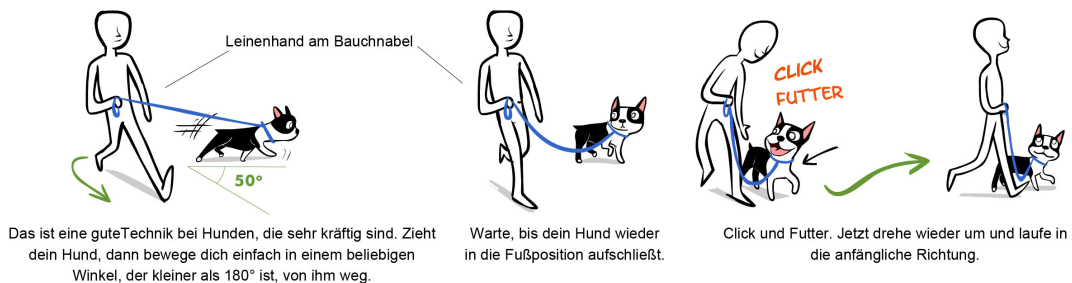 Leinenhand am Bauchnabel
CLICK
FUTTER
50°
Das ist eine guteTechnik bei Hunden, die sehr kräftig sind. Zieht
dein Hund, dann bewege dich einfach in einem beliebigen
Winkel, der kleiner als 180° ist, von ihm weg.
Warte, bis dein Hund wieder
in die Fußposition aufschließt.
Click und Futter. Jetzt drehe wieder um und laufe in
die anfängliche Richtung.